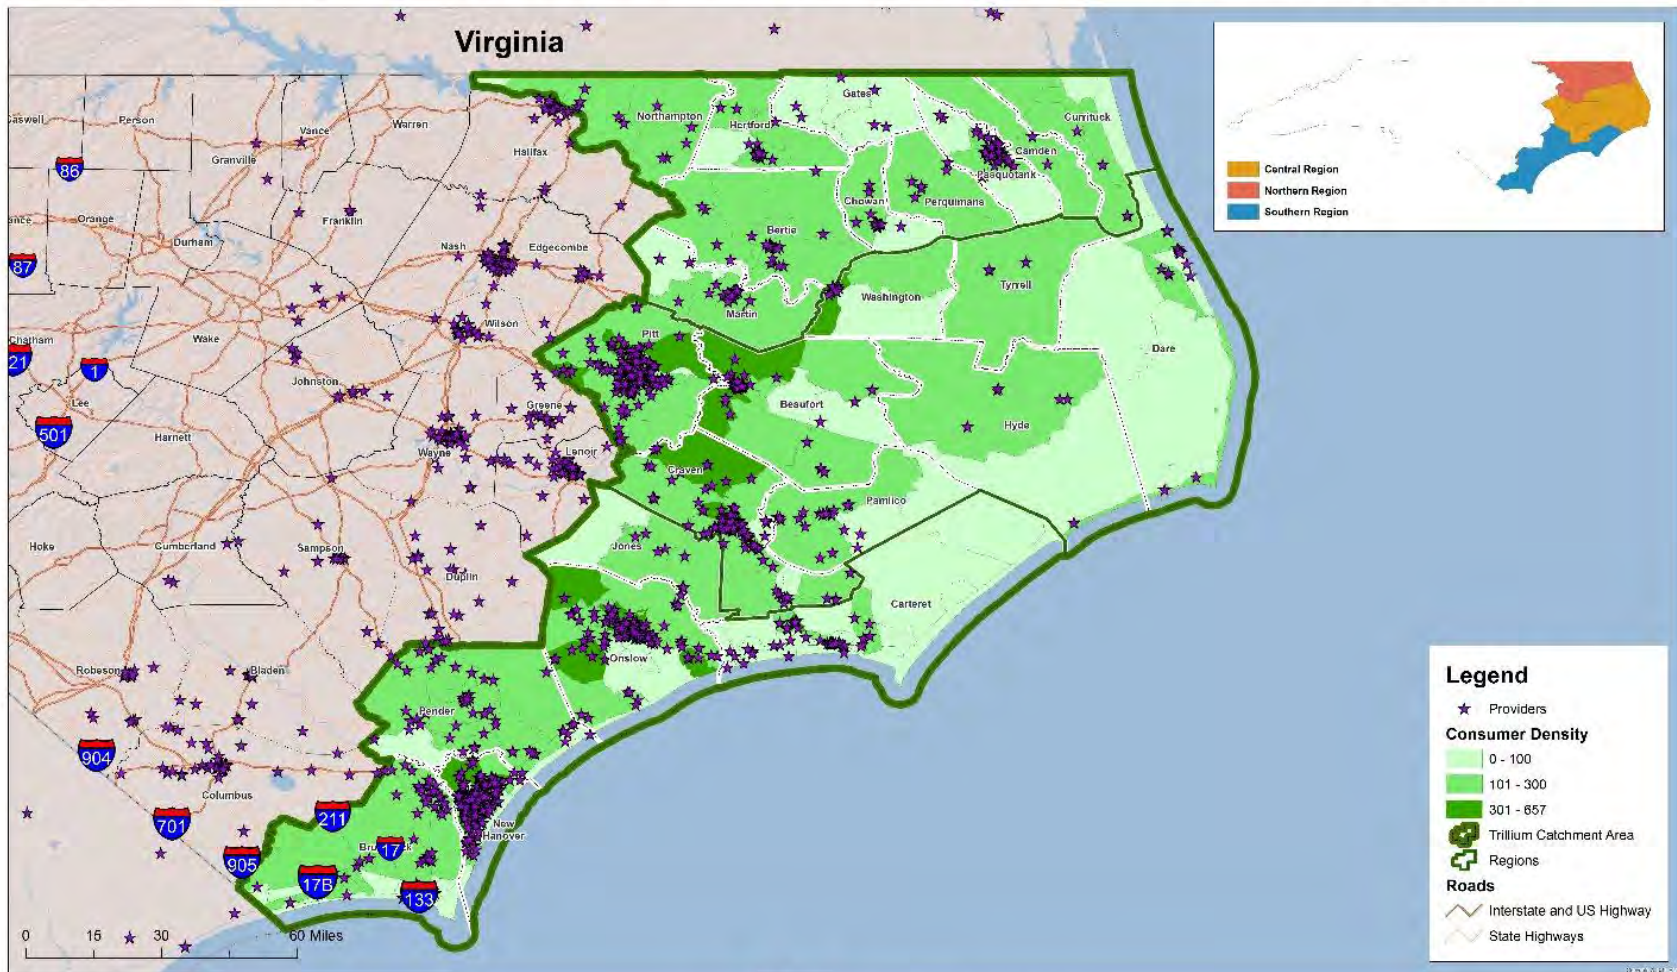 Virginia
Caswell
Person
Vance
Warren
Granville
Halifax
Northampton
Hertford
Gates
Currituck
Camden
Pasquotank
Perquimans
Chowan
Bertie
86
Orange
Durham
Franklin
Nash
Edgecombe
87
Washington
Tyrrell
Martin
Wilson
Wake
Chatham
Pitt
Dare
21
1
Johnston
Lee
Greene
Beaufort
Hyde
501
Harnett
Wayne
Lenoir
Craven
Pamlico
Hoke
Cumberland
Sampson
Jones
Duplin
Carteret
Onslow
Robeson
Bladen
Pender
904
Columbus
701
211
New
Hanover
17
905
17B
133
0 15 30 60 Miles
Central Region
Northern Region
Southern Region
Legend
Providers
Consumer Density
0 - 100
101 - 300
301 - 657
Trillium Catchment Area
Regions
Roads
Interstate and US Highway
State Highways